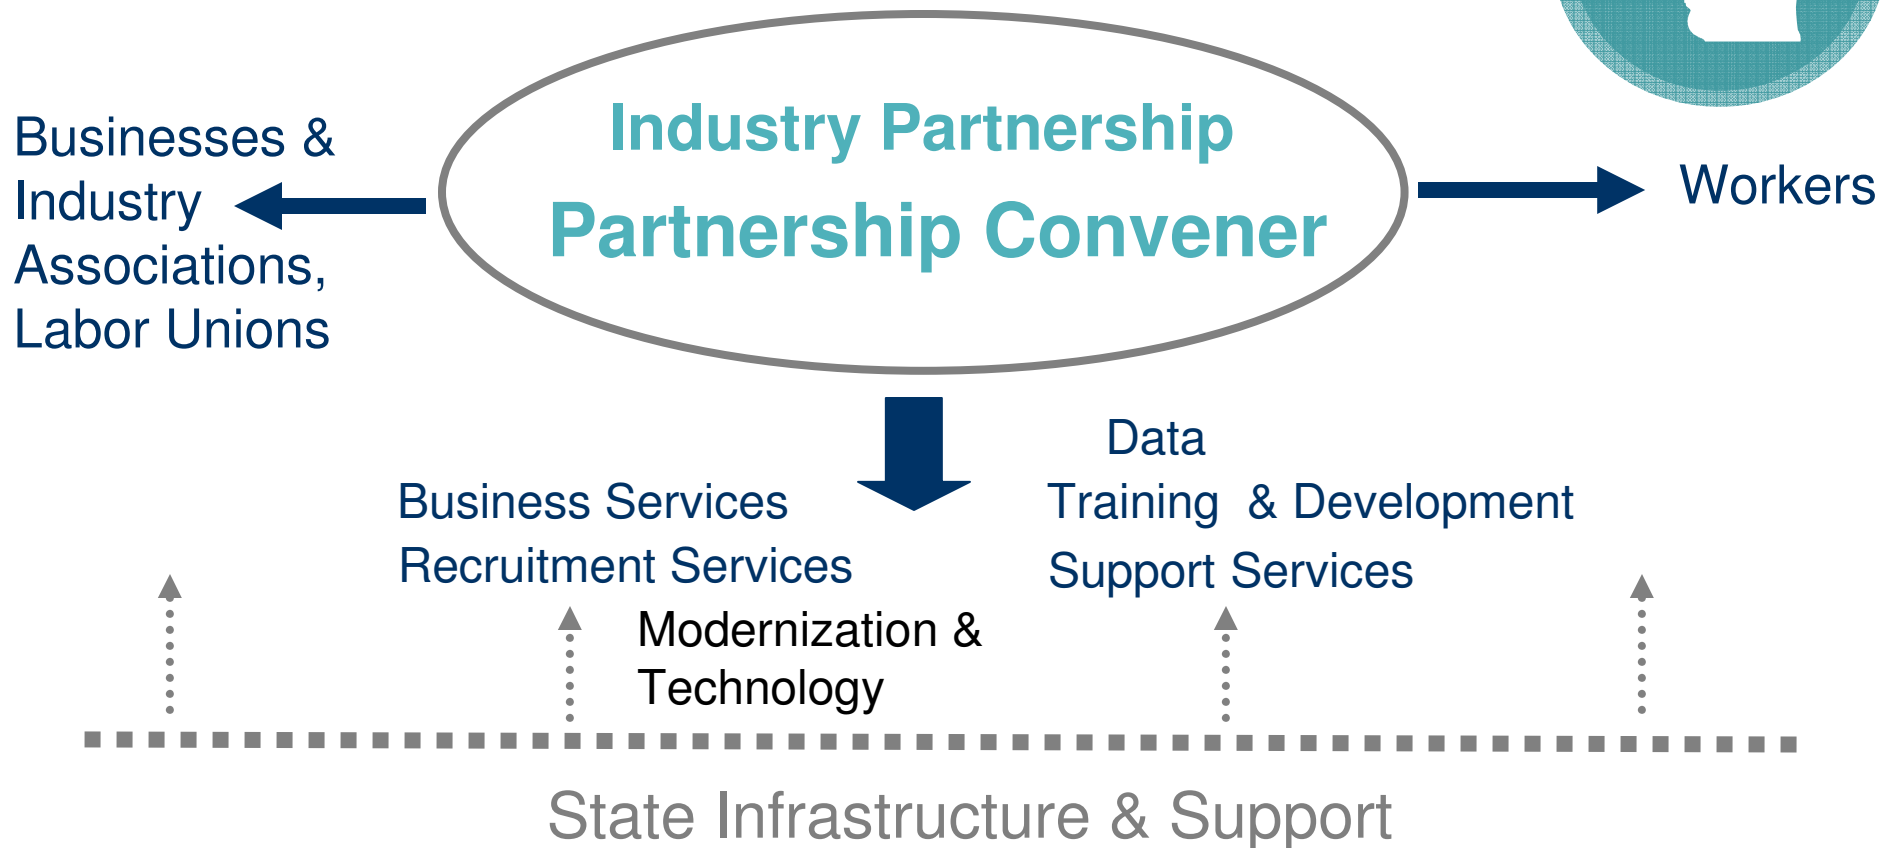 Industry Partnership
Partnership Convener
Businesses &
Industry
Associations,
Labor Unions
Workers
Business Services
Recruitment Services
Modernization &
Technology
Data
Training & Development
Support Services
State Infrastructure & Support